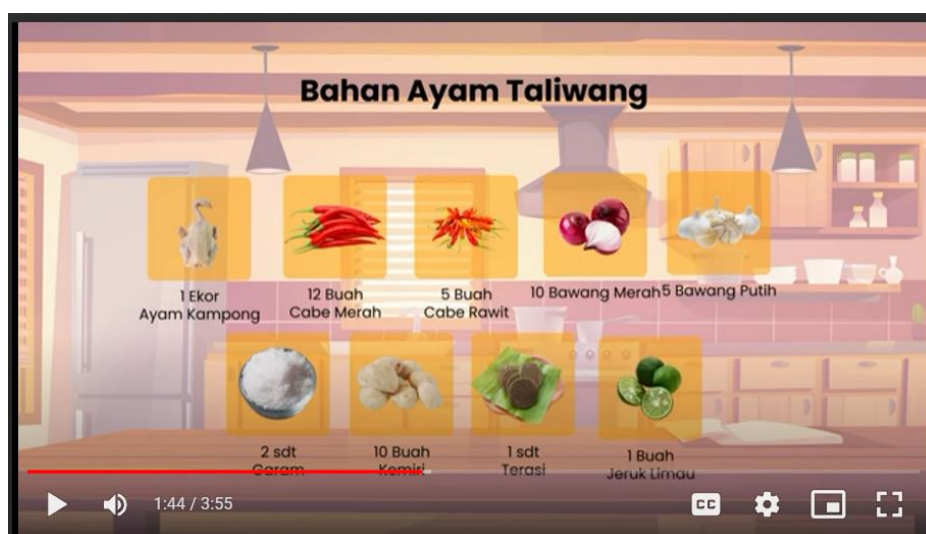 Bahan Ayam Taliwang
1 Ekor
Ayam Kampong
12 Buah
Cabe Merah
5 Buah
Cabe Rawit
10 Bawang Merah
5 Bawang Putih
2 sdt
Garam
10 Buah
Kemiri
1 sdt
Terasi
1 Buah
Jeruk Limau
1:44 / 3:55
CC